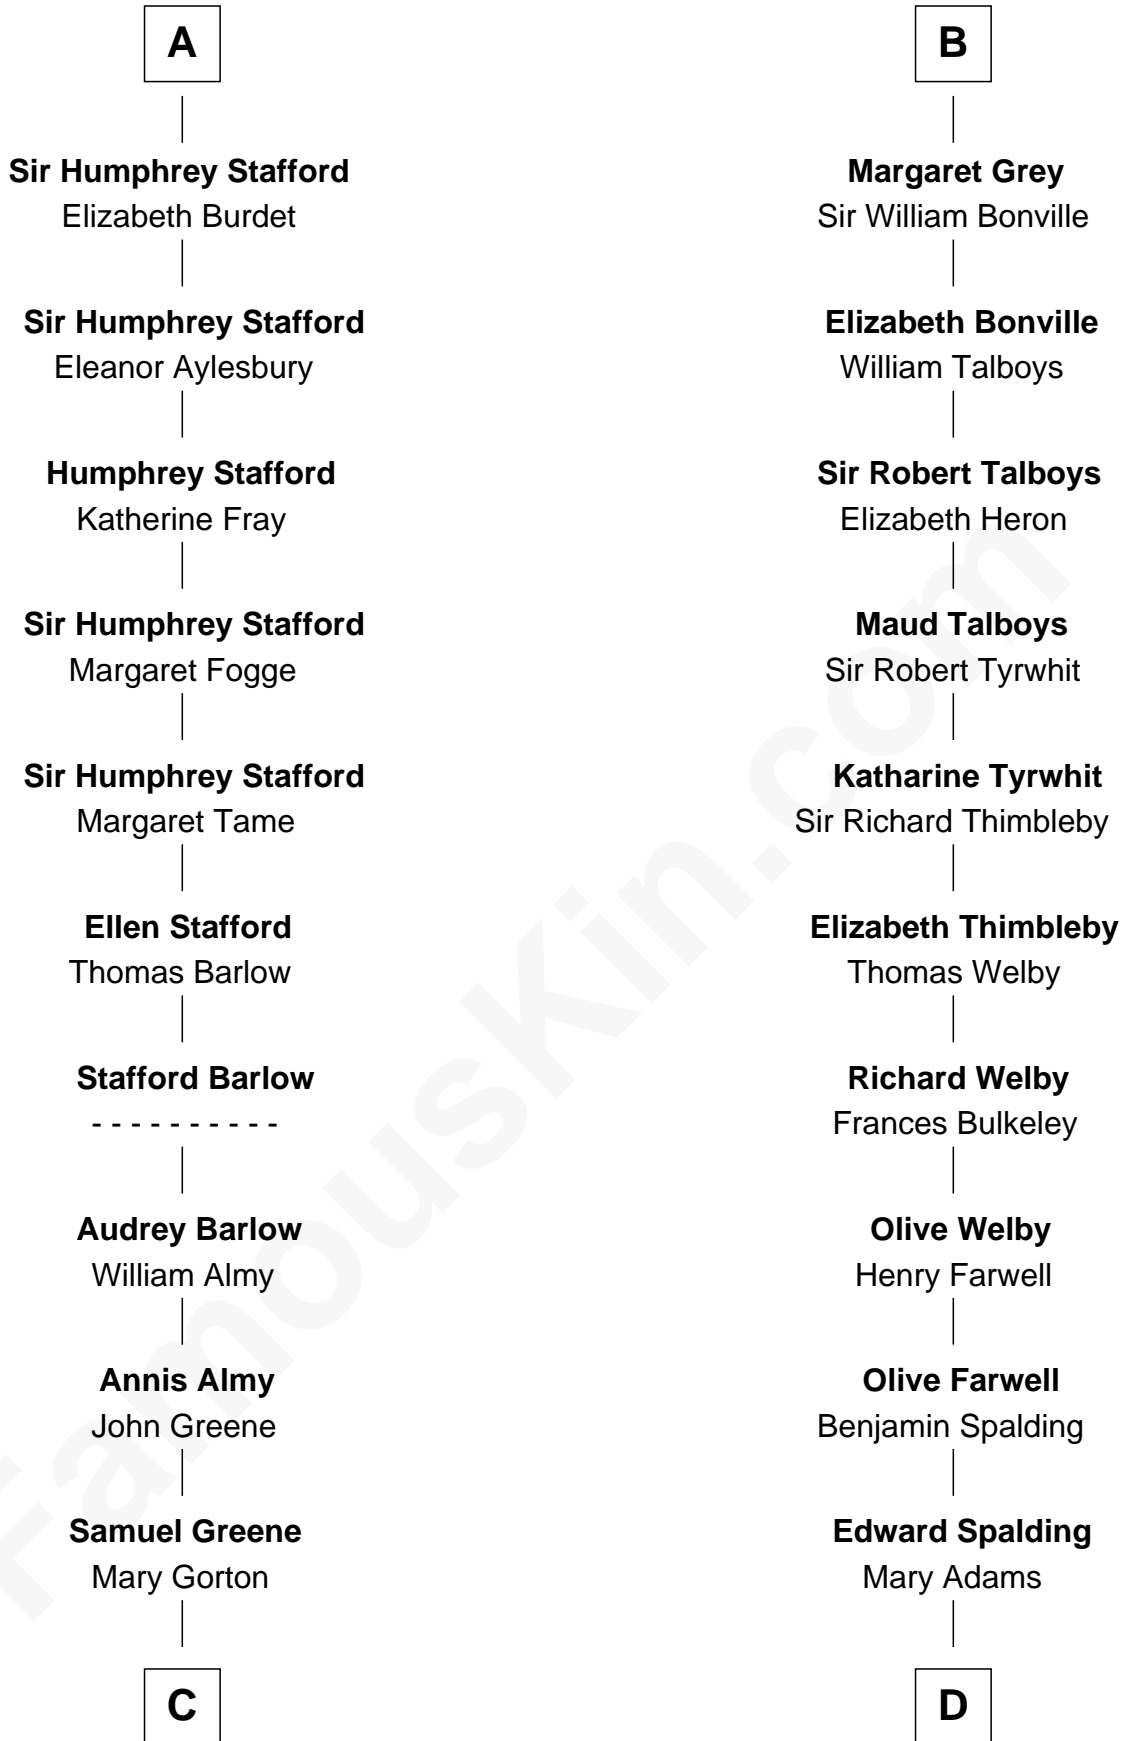 A
Sir Humphrey Stafford
Elizabeth Burdet
Sir Humphrey Stafford
Eleanor Aylesbury
Humphrey Stafford
Katherine Fray
Sir Humphrey Stafford
Margaret Fogge
Sir Humphrey Stafford
Margaret Tame
Ellen Stafford
Thomas Barlow
Stafford Barlow
- - - - - - - - - -
Audrey Barlow
William Almy
Annis Almy
John Greene
Samuel Greene
Mary Gorton
C
B
Margaret Grey
Sir William Bonville
Elizabeth Bonville
William Talboys
Sir Robert Talboys
Elizabeth Heron
Maud Talboys
Sir Robert Tyrwhit
Katharine Tyrwhit
Sir Richard Thimbleby
Elizabeth Thimbleby
Thomas Welby
Richard Welby
Frances Bulkeley
Olive Welby
Henry Farwell
Olive Farwell
Benjamin Spalding
Edward Spalding
Mary Adams
D
FamousKin.com